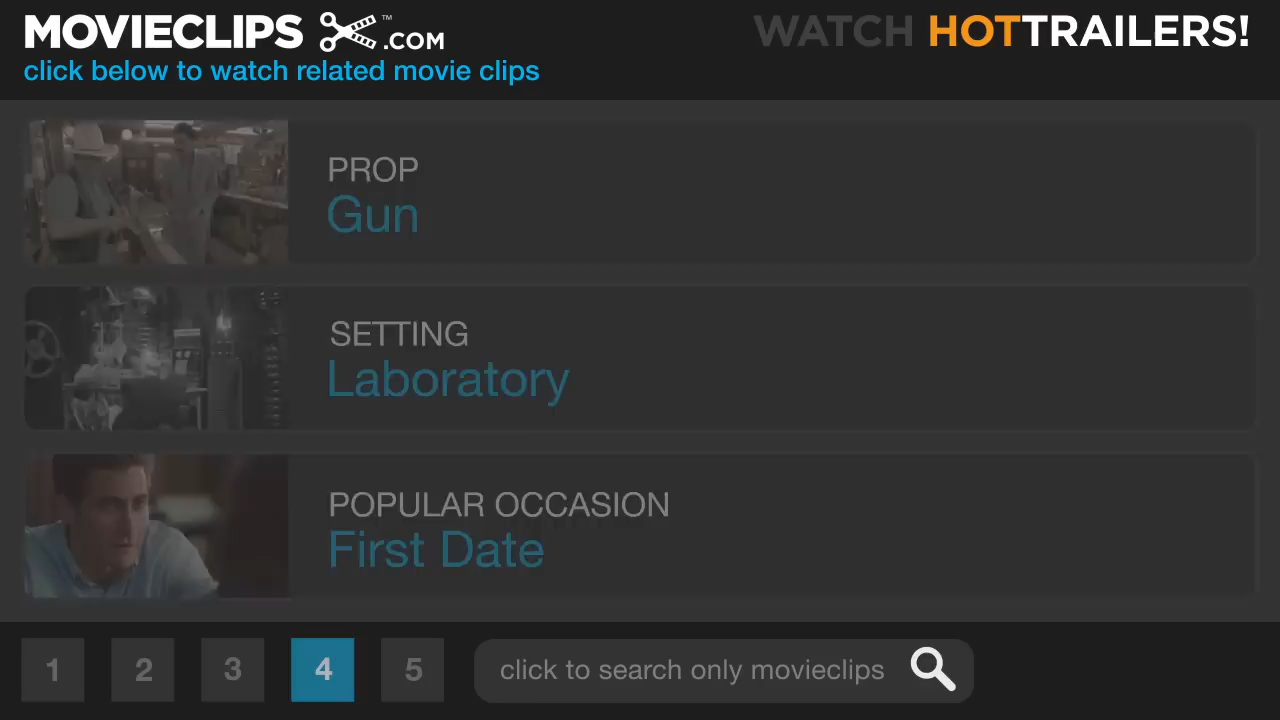 MOVIECLIPS ™ .COM
WATCH HOTTRAILERS!
click below to watch related movie clips
PROP
Gun
SETTING
Laboratory
POPULAR OCCASION
First Date
1 2 3 4 5 click to search only movieclips